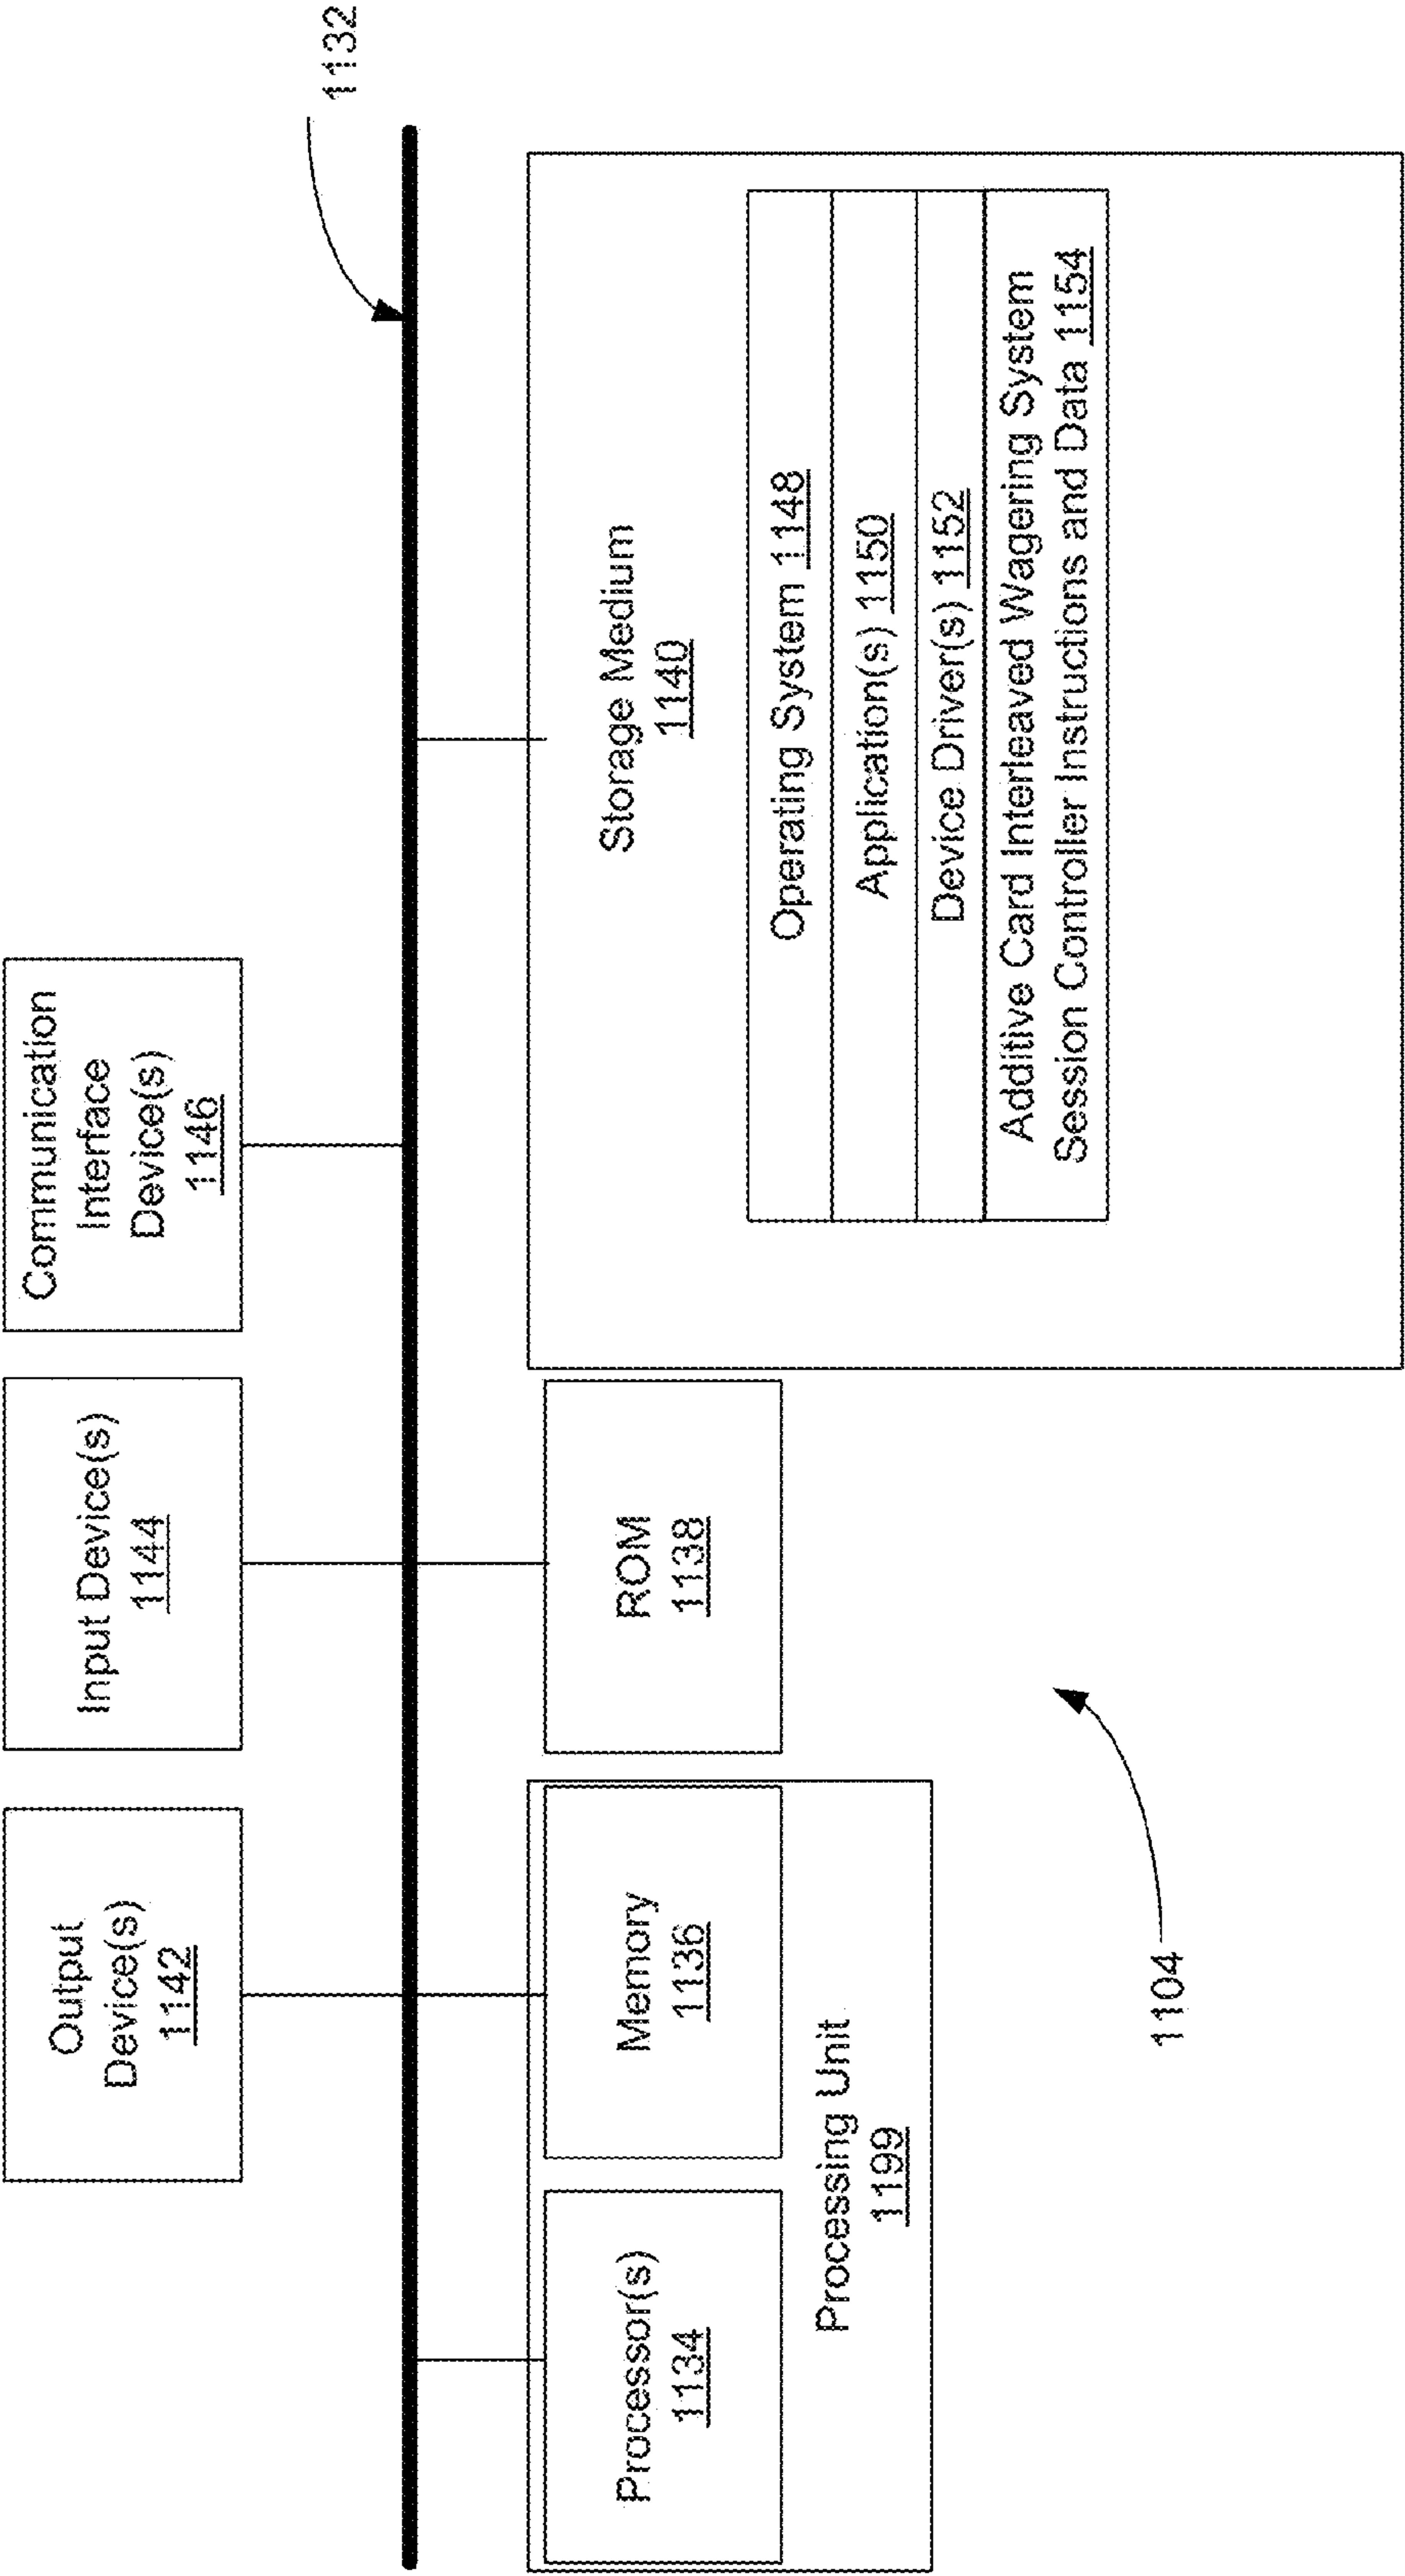 1132
Output
Device(s)
1142
Input Device(s)
1144
Communication
Interface
Device(s)
1146
Processor(s)
1134
Memory
1136
Processing Unit
1199
ROM
1138
Storage Medium
1140
Operating System 1148
Application(s) 1150
Device Driver(s) 1152
Additive Card Interleaved Wagering System
Session Controller Instructions and Data 1154
1104